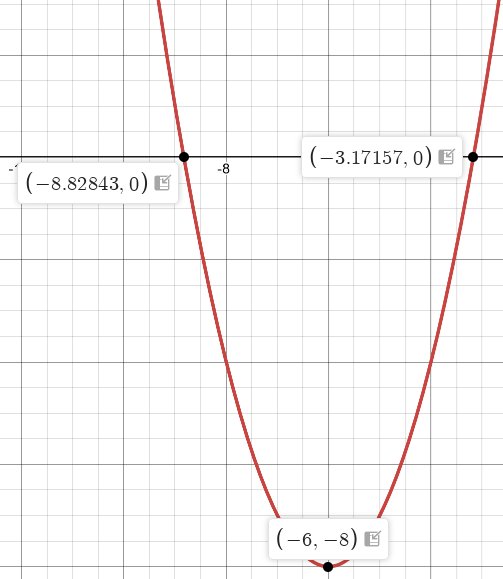 (−3.17157, 0)
-8
(−8.82843, 0)
(−6, −8)